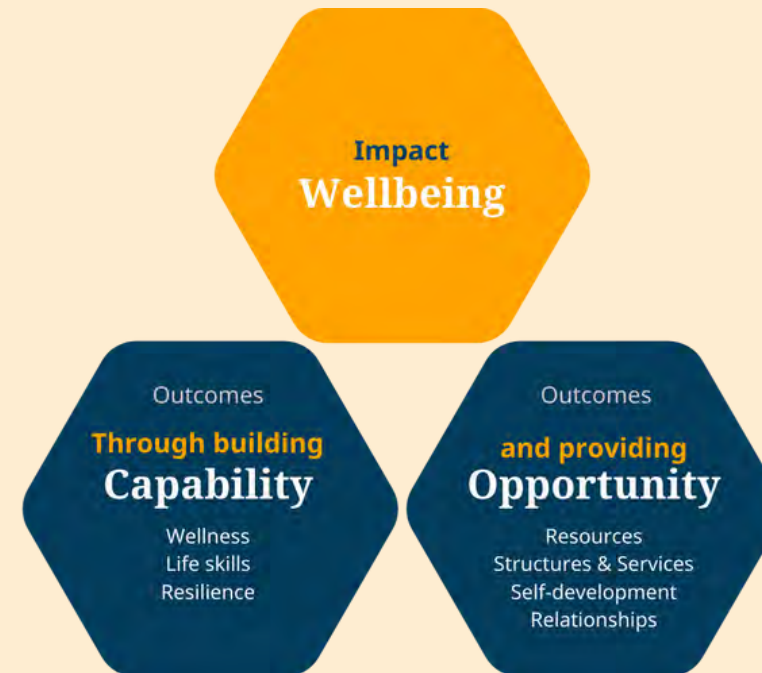 Impact
Wellbeing
Outcomes
Through building
Capability
Wellness
Life skills
Resilience
Outcomes
and providing
Opportunity
Resources
Structures & Services
Self-development
Relationships